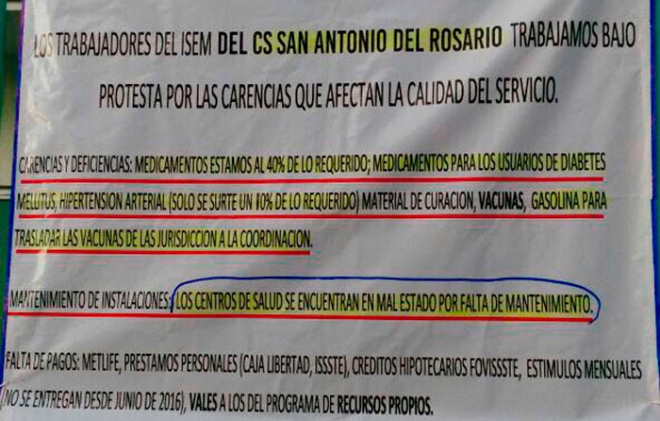 LOS TRABAJADORES DEL ISEM DEL CS SAN ANTONIO DEL ROSARIO TRABAJAMOS BAJO
PROTESTA POR LAS CARENCIAS QUE AFECTAN LA CALIDAD DEL SERVICIO.
CARENCIAS Y DEFICIENCIAS: MEDICAMENTOS ESTAMOS AL 40% DE LO REQUERIDO; MEDICAMENTOS PARA LOS USUARIOS DE DIABETES
MELLITUS, HIPERTENSION ARTERIAL (SOLO SE SURTE UN 10% DE LO REQUERIDO) MATERIAL DE CURACION, VACUNAS, GASOLINA PARA
TRASLADAR LAS VACUNAS DE LAS JURISDICCION A LA COORDINACION.
MANTENIMIENTO DE INSTALACIONES: LOS CENTROS DE SALUD SE ENCUENTRAN EN MAL ESTADO POR FALTA DE MANTENIMIENTO.
FALTA DE PAGOS: METLIFE, PRESTAMOS PERSONALES (CAJA LIBERTAD, ISSSTE), CREDITOS HIPOTECARIOS FOVISSSTE, ESTIMULOS MENSUALES
(NO SE ENTREGAN DESDE JUNIO DE 2016), VALES A LOS DEL PROGRAMA DE RECURSOS PROPIOS.